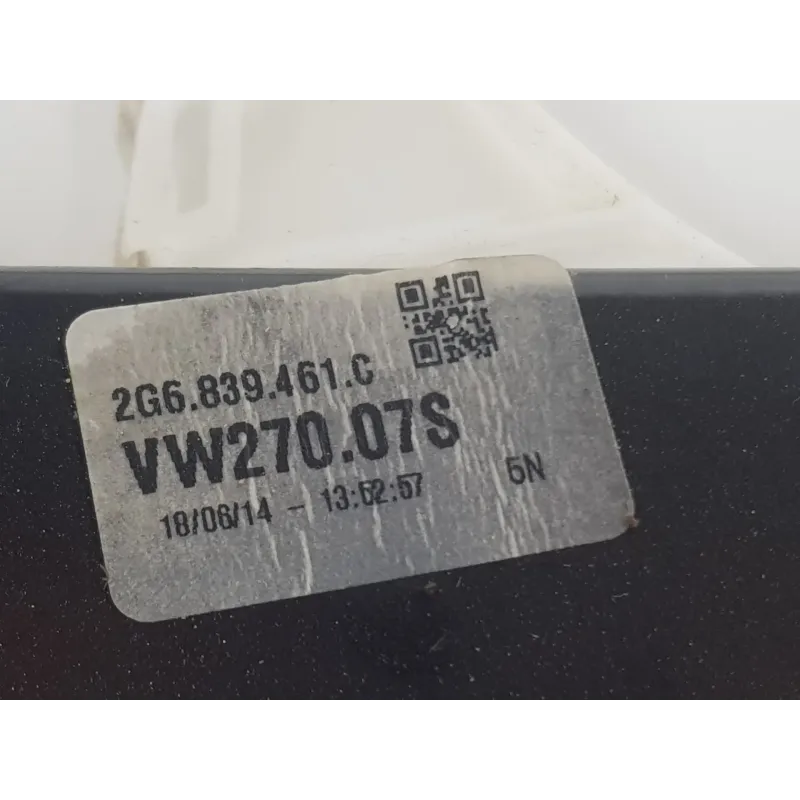 2G6.839.461.C
VW270.07S
18/06/14 - 13:52:57
5N